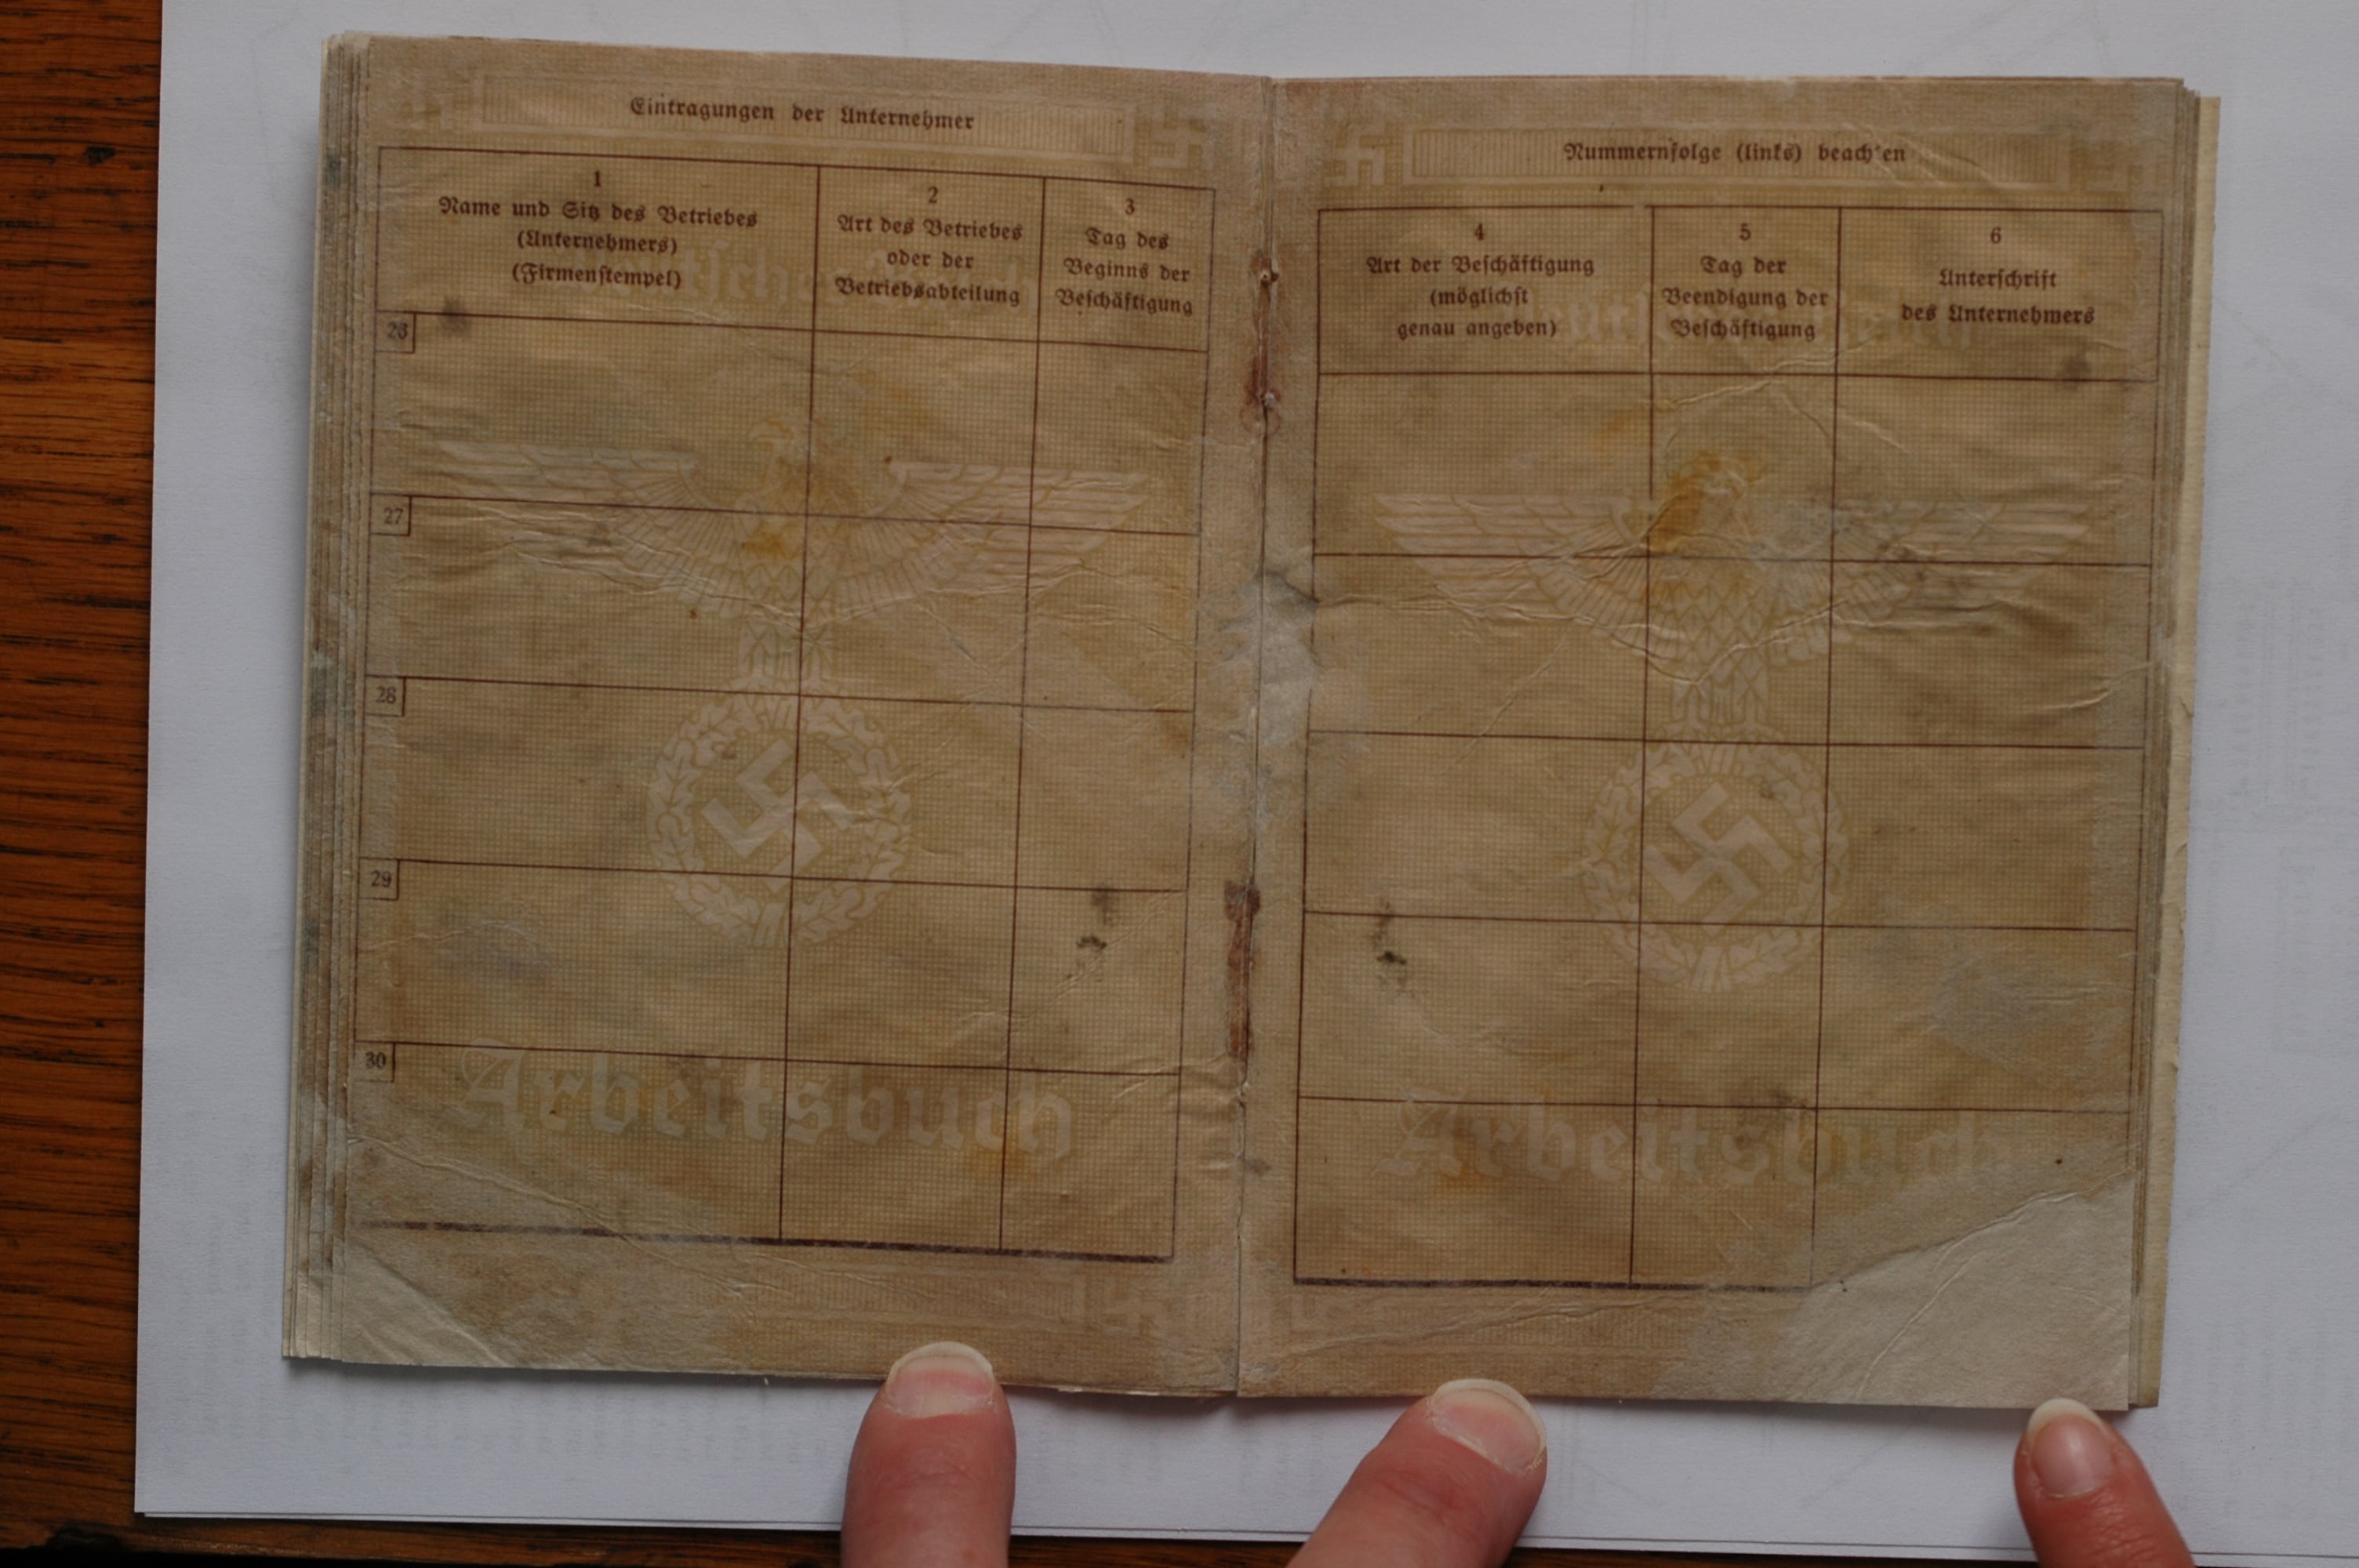 Eintragungen der Unternehmer
1
Name und Sitz des Betriebes
(Unternehmers)
(Firmenstempel)
2
Art des Betriebes
oder der
Betriebsabteilung
3
Tag des
Beginns der
Beschäftigung
26
27
28
29
30
Arbeitsbuch
Nummernfolge (links) beachten
4
Art der Beschäftigung
(möglichst
genau angeben)
5
Tag der
Beendigung der
Beschäftigung
6
Unterschrift
des Unternehmers
Arbeitsbuch